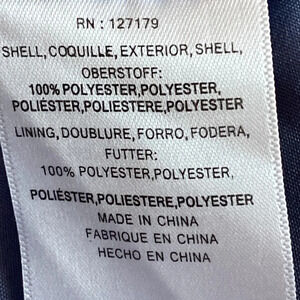 RN : 127179
SHELL,COQUILLE,EXTERIOR,SHELL,
OBERSTOFF:
100% POLYESTER,POLYESTER,
POLIÉSTER,POLIESTERE,POLYESTER
LINING,DOUBLURE,FORRO,FODERA,
FUTTER:
100% POLYESTER,POLYESTER,
POLIÉSTER,POLIESTERE,POLYESTER
MADE IN CHINA
FABRIQUE EN CHINA
HECHO EN CHINA